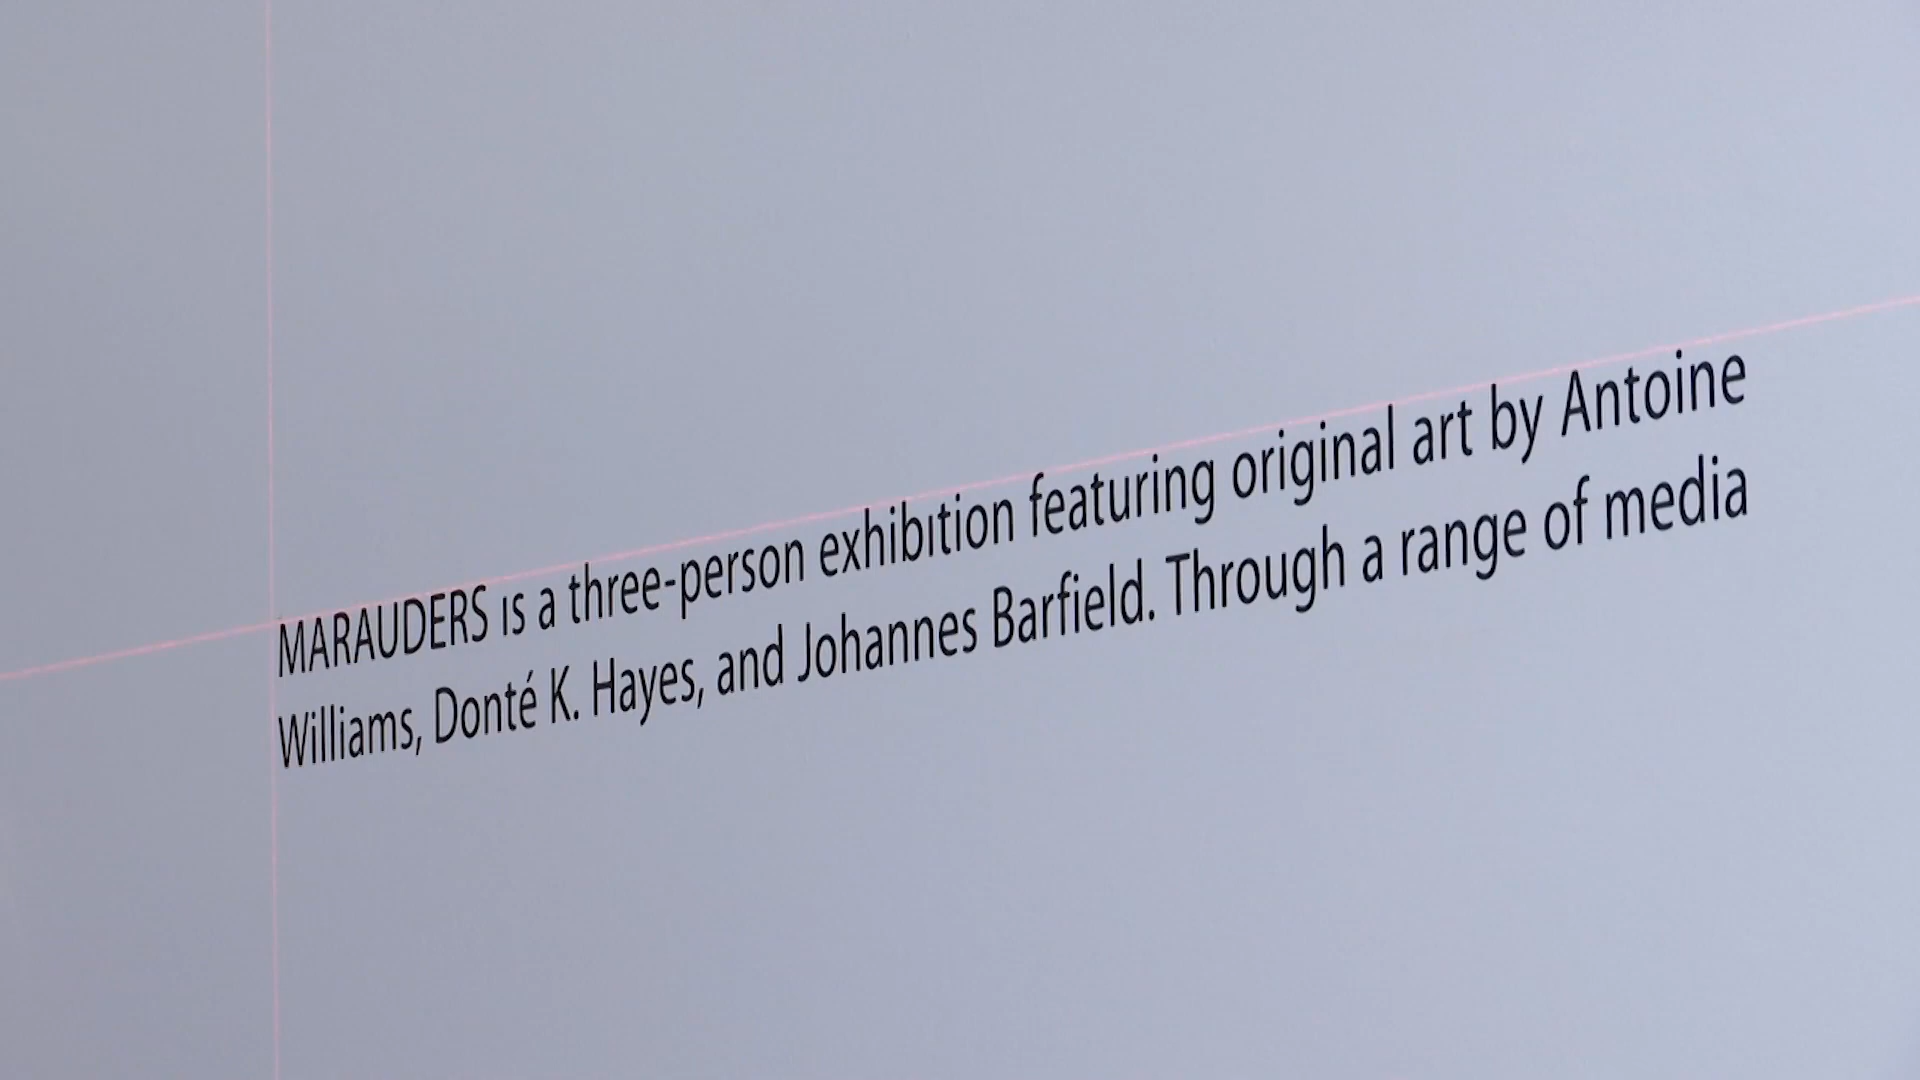 MARAUDERS is a three-person exhibition featuring original art by Antoine
Williams, Donté K. Hayes, and Johannes Barfield. Through a range of media